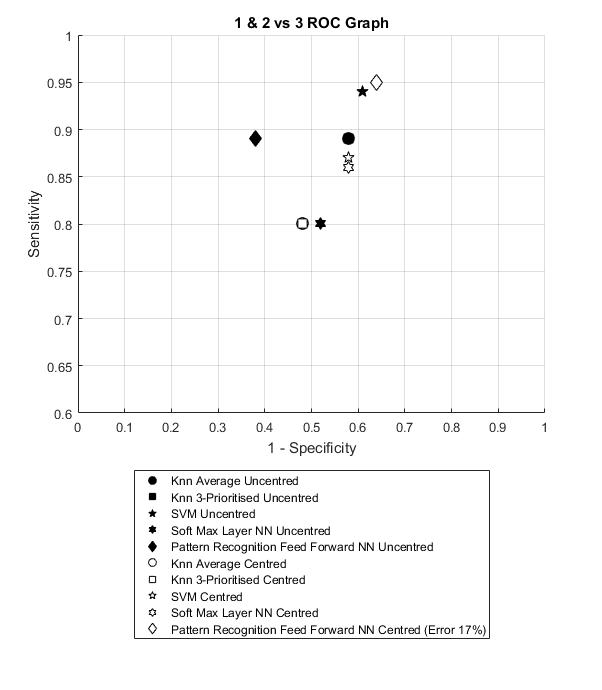 1 & 2 vs 3 ROC Graph
1
0.95
0.9
0.85
0.8
0.75
0.7
0.65
0.6
Sensitivity
0 0.1 0.2 0.3 0.4 0.5 0.6 0.7 0.8 0.9 1
1 - Specificity
Knn Average Uncentred
Knn 3-Prioritised Uncentred
SVM Uncentred
Soft Max Layer NN Uncentred
Pattern Recognition Feed Forward NN Uncentred
Knn Average Centred
Knn 3-Prioritised Centred
SVM Centred
Soft Max Layer NN Centred
Pattern Recognition Feed Forward NN Centred (Error 17%)